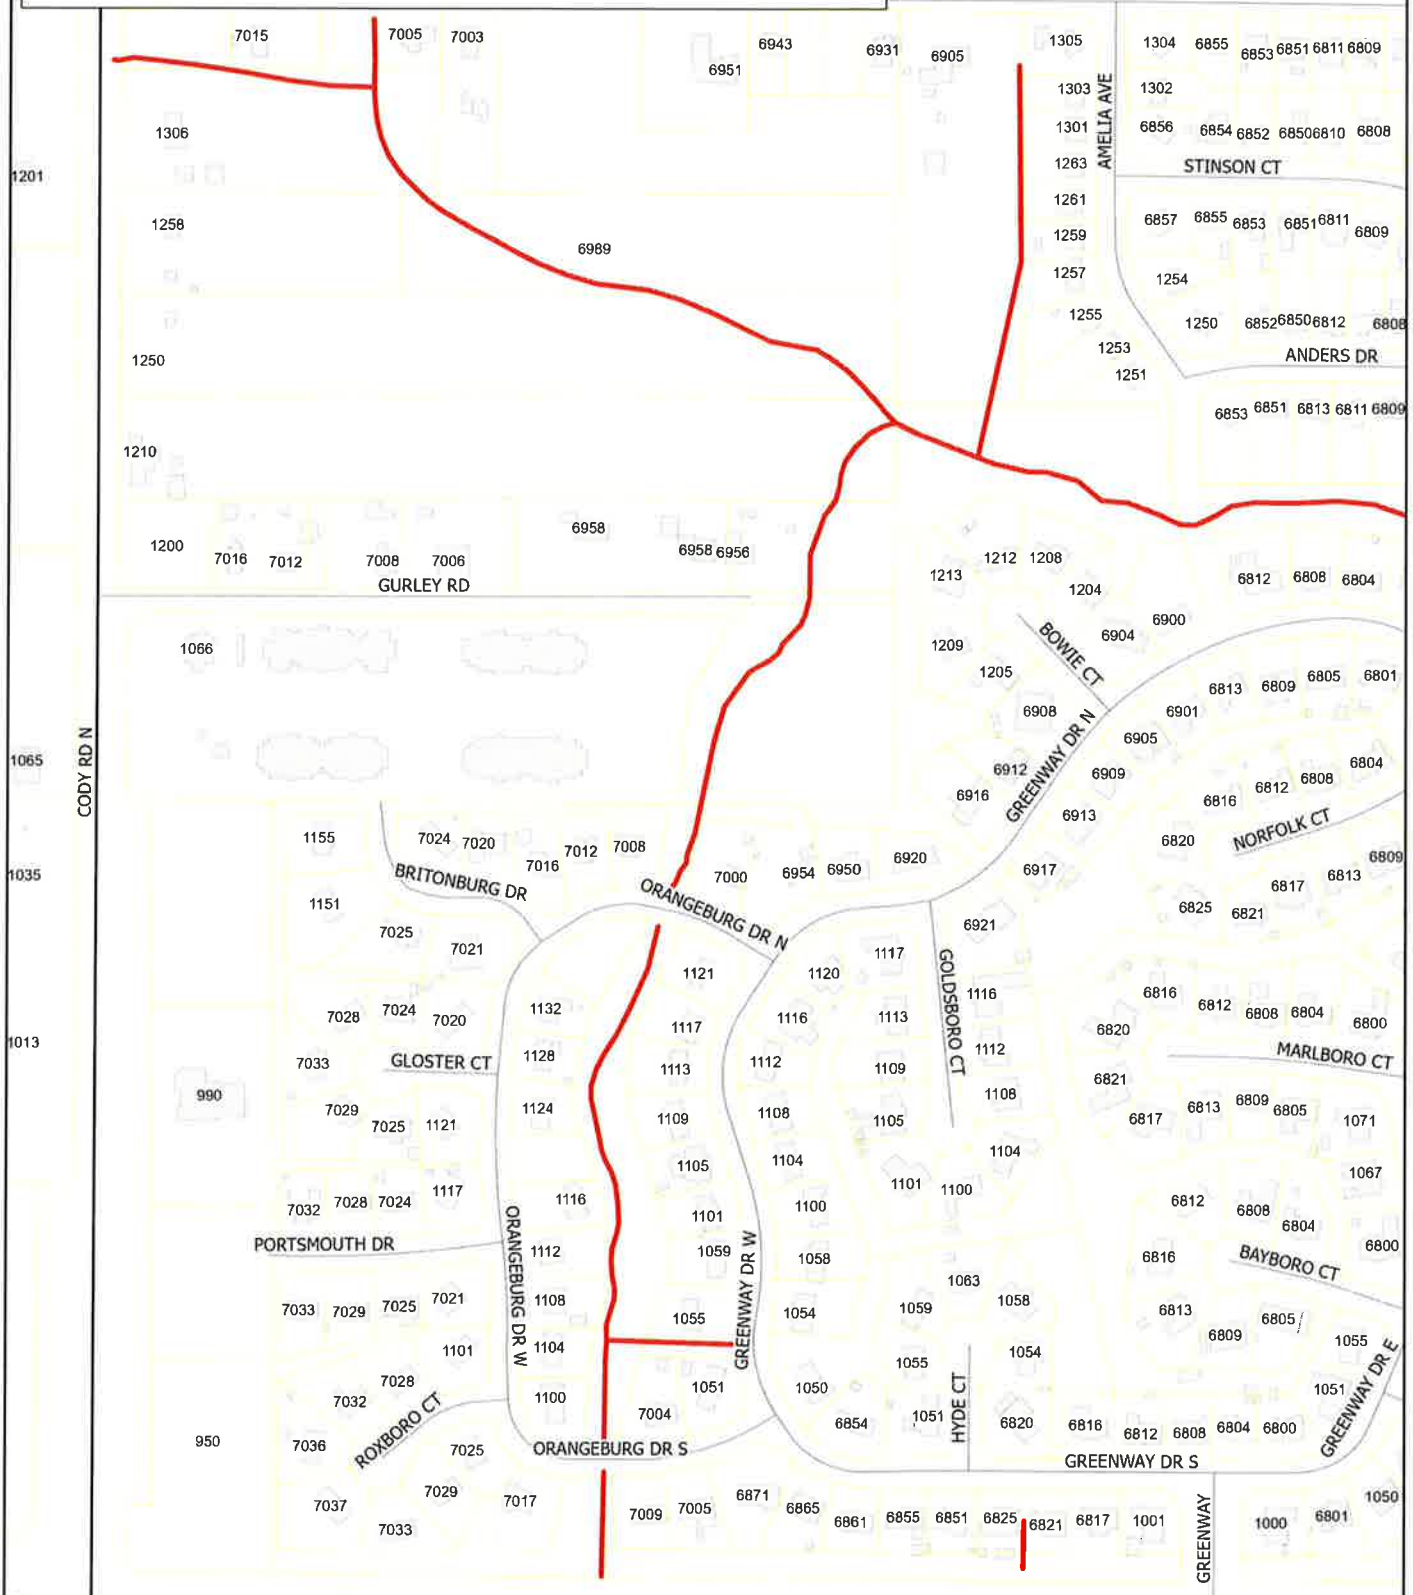 7015 7005 7003 6943 6931 6905 1305 1304 6855 6853 6851 6811 6809
6951
1303 1302
AMELIA AVE
1306 1301 6856 6854 6852 6850 6810 6808
1201 1263 STINSON CT
1261
1258 1259 6857 6855 6853 6851 6811 6809
6989
1257 1254
1255 1250 6852 6850 6812 6808
1250 1253 ANDERS DR
1251
6853 6851 6813 6811 6809
1210
6958
1200 7016 7012 7008 7006 6958 6956 1212 1208
GURLEY RD 1213 1204 6812 6808 6804
6904 6900
1066 1209 BOWIE CT
1205 6813 6809 6805 6801
6908 6901
GREENWAY DR N
CODY RD N
1065 6912 6905 6909 6804
6916 6913 6816 6812 6808
1155 7024 7020 7016 7012 7008 6820 NORFOLK CT
1035 BRITONBURG DR 7000 6954 6950 6920 6917 6809
1151 ORANGEBURG DR N 6817 6813
6825 6821
7025 7021 6921
1121 1120 1117 GOLDSBORO CT
1116 6816 6812 6808 6804 6800
7028 7024 7020 1132 1117 1116 1113 6820
1013 7033 GLOSTER CT 1128 1113 1112 1109 1112 MARLBORO CT
990 1108 6821
7029 7025 1121 1124 1109 1108 1105 6817 6813 6809 6805 1071
1105 1104 1104 1067
7032 7028 7024 1117 1116 1100 1101 1100 6812 6808 6804
1101
PORTSMOUTH DR ORANGEBURG DR W 1112 1059 GREENWAY DR W 1058 6816 BAYBORO CT 6800
1063
7033 7029 7025 7021 1108 1055 1054 1059 1058 6813 6809 6805 1055
1101 1104 1055 1054
7032 7028 1100 1051 1050 HYDE CT 1051 GREENWAY DR E
ROXBORO CT 7004 6854 1051 6820 6816 6812 6808 6804 6800
950 7036 7025 ORANGEBURG DR S GREENWAY DR S
7037 7029 7017 7009 7005 6871 6865 6861 6855 6851 6825 6821 6817 1001 GREENWAY 1000 6801 1050
7033